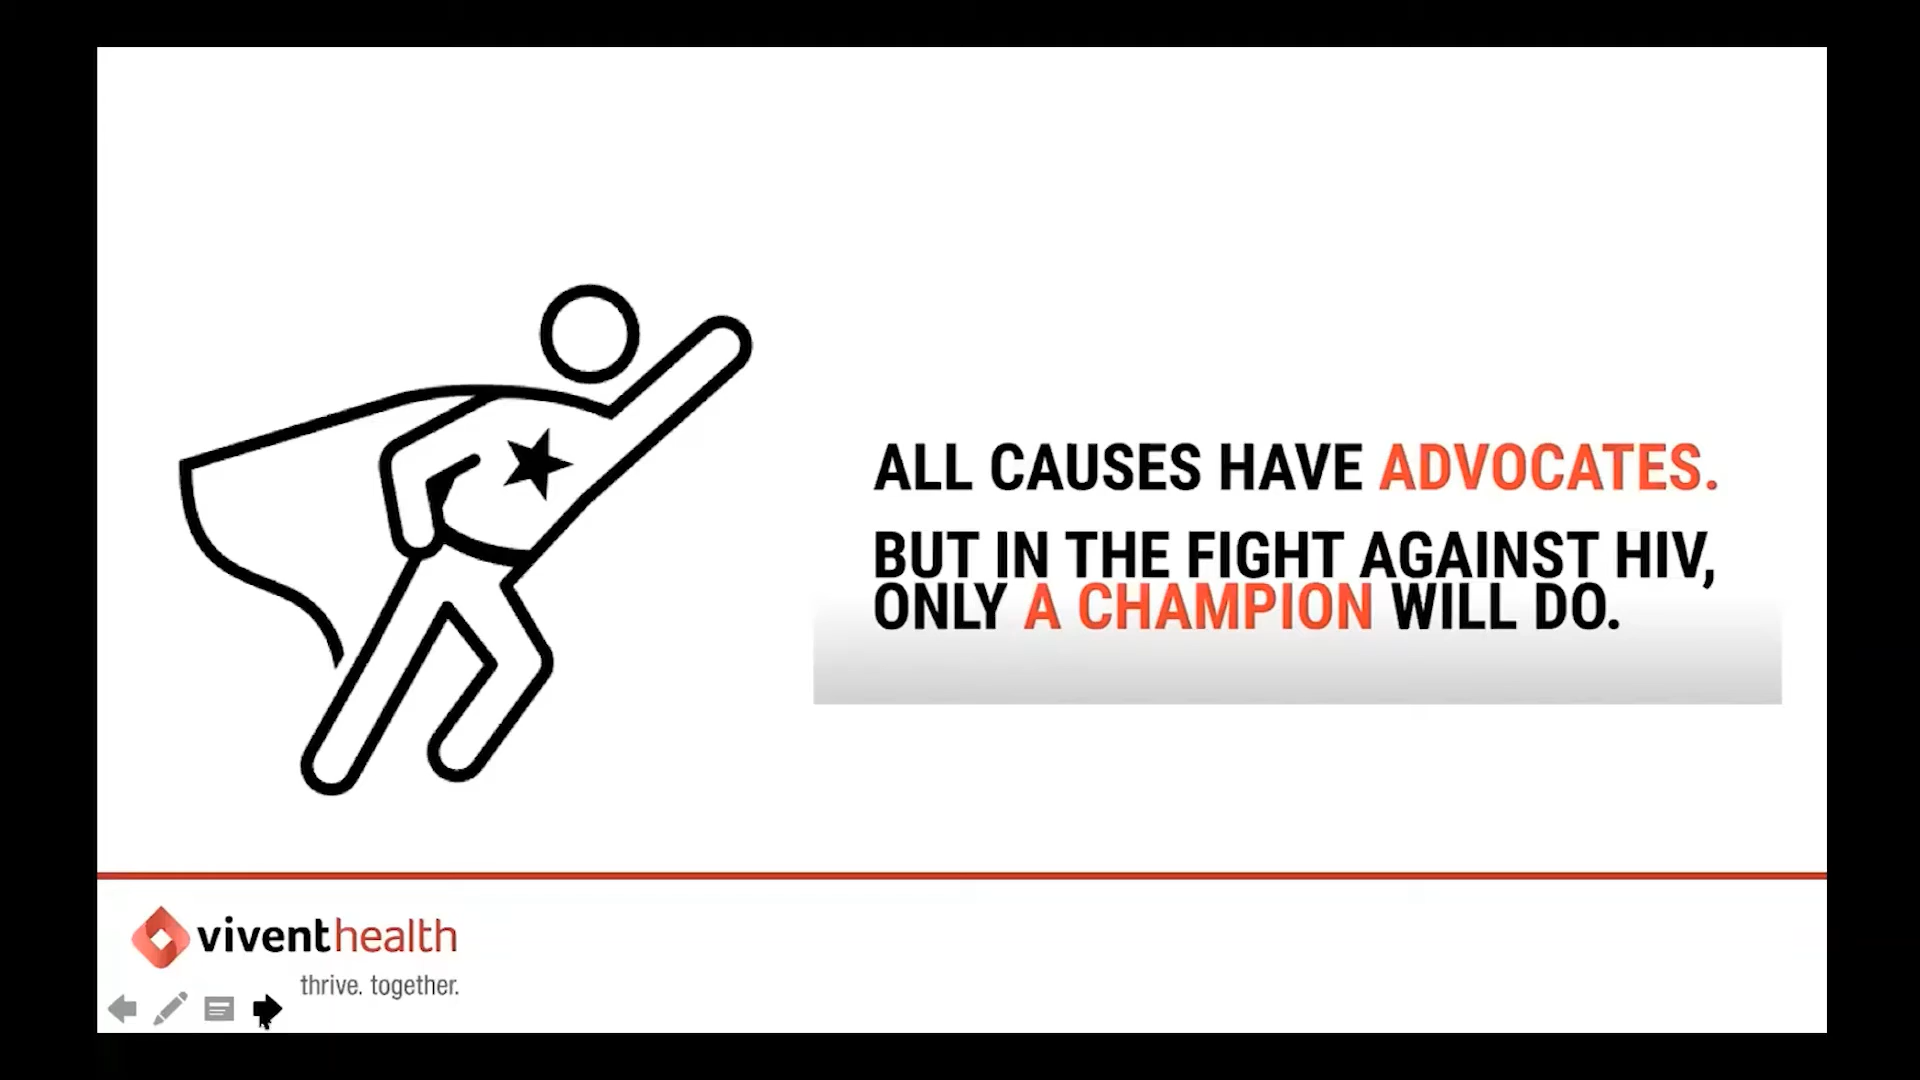 ALL CAUSES HAVE ADVOCATES.
BUT IN THE FIGHT AGAINST HIV,
ONLY A CHAMPION WILL DO.
viventhealth
thrive. together.